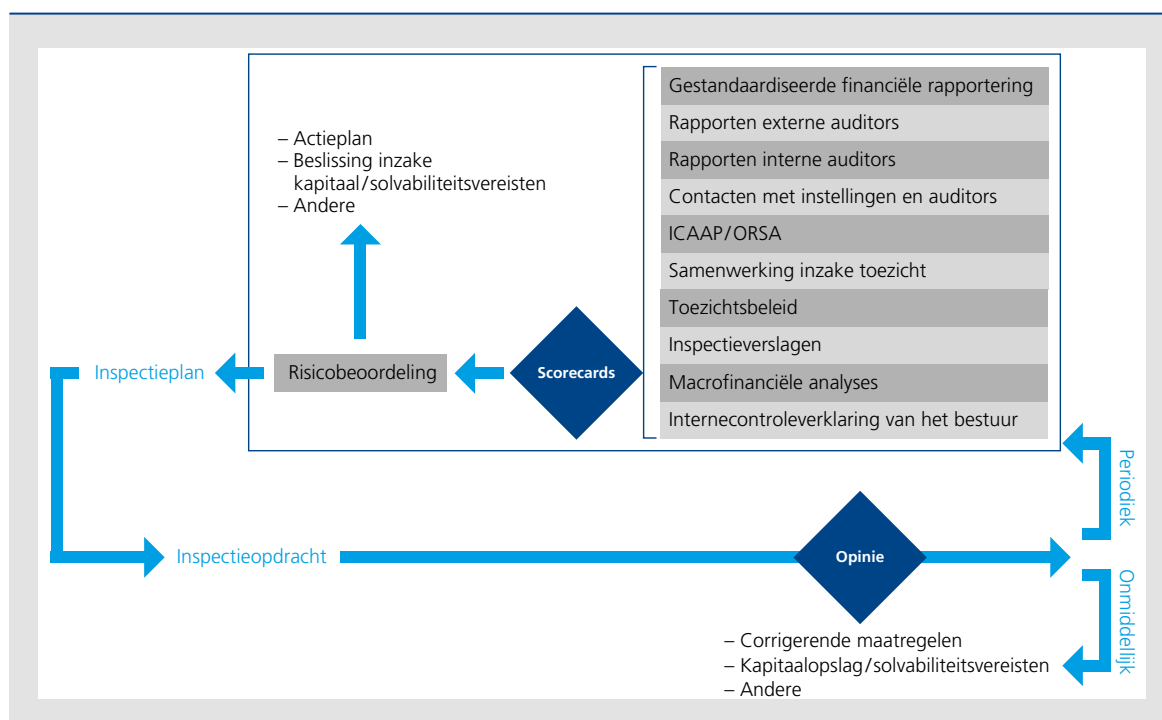 Gestandaardiseerde financiële rapportering
Rapporten externe auditors
Rapporten interne auditors
Contacten met instellingen en auditors
ICAAP/ORSA
Samenwerking inzake toezicht
Toezichtsbeleid
Inspectieverslagen
Macrofinanciële analyses
Internecontroleverklaring van het bestuur
– Actieplan
– Beslissing inzake
kapitaal/solvabiliteitsvereisten
– Andere
Inspectieplan
Risicobeoordeling
Scorecards
Periodiek
Inspectieopdracht
Opinie
Onmiddellijk
– Corrigerende maatregelen
– Kapitaalopslag/solvabiliteitsvereisten
– Andere